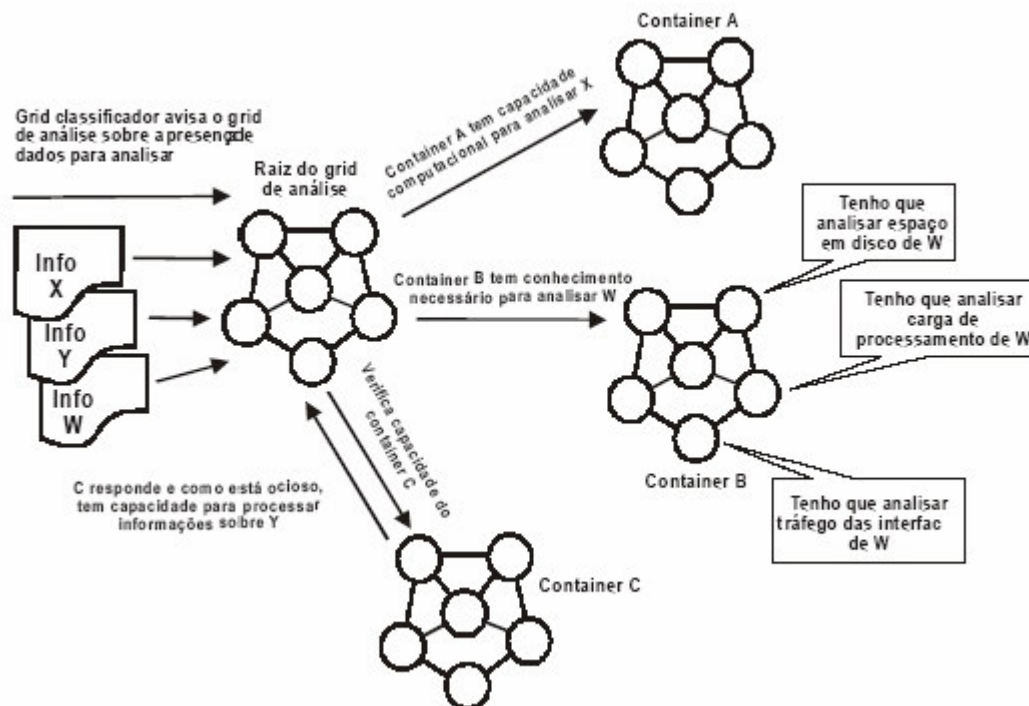 Container A
Grid classificador avisa o grid
de análise sobre apresença de
dados para analisar
Raiz do grid
de análise
Container A tem capacidade
computacional para analisar X
Info
X
Info
Y
Info
W
Container B tem conhecimento
necessário para analisar W
Tenho que
analisar espaço
em disco de W
Tenho que analisar
carga de
processamento de W
Container B
Tenho que analisar
tráfego das interfac
de W
Verifica capacidade do
container C
C responde e como está ocioso,
tem capacidade para processar
informações sobre Y
Container C